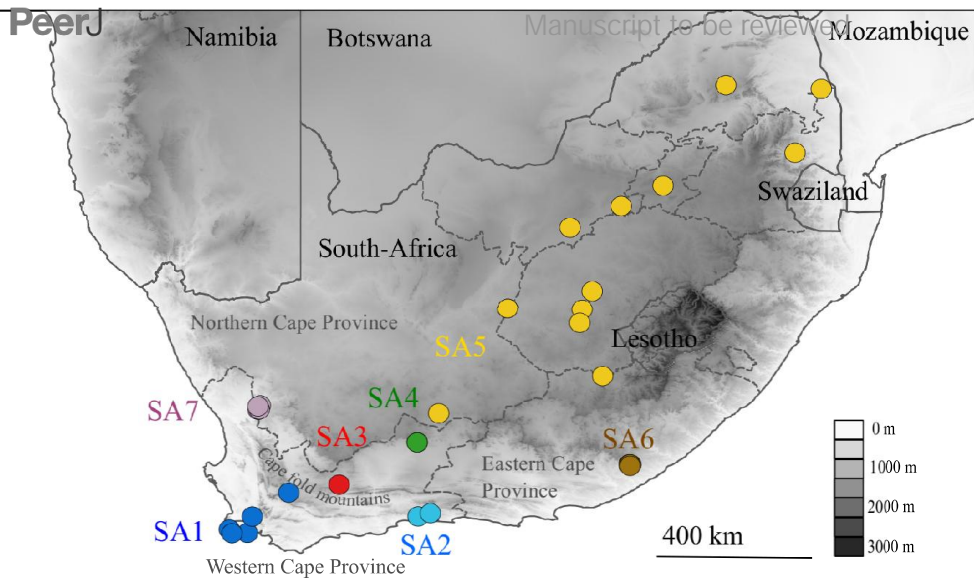 PeerJ
Manuscript to be reviewed
Namibia
Botswana
Mozambique
Swaziland
South-Africa
Northern Cape Province
SA5
Lesotho
SA7
SA4
SA3
SA6
0 m
1000 m
2000 m
3000 m
Cape fold mountains
Eastern Cape
Province
SA1
SA2
400 km
Western Cape Province